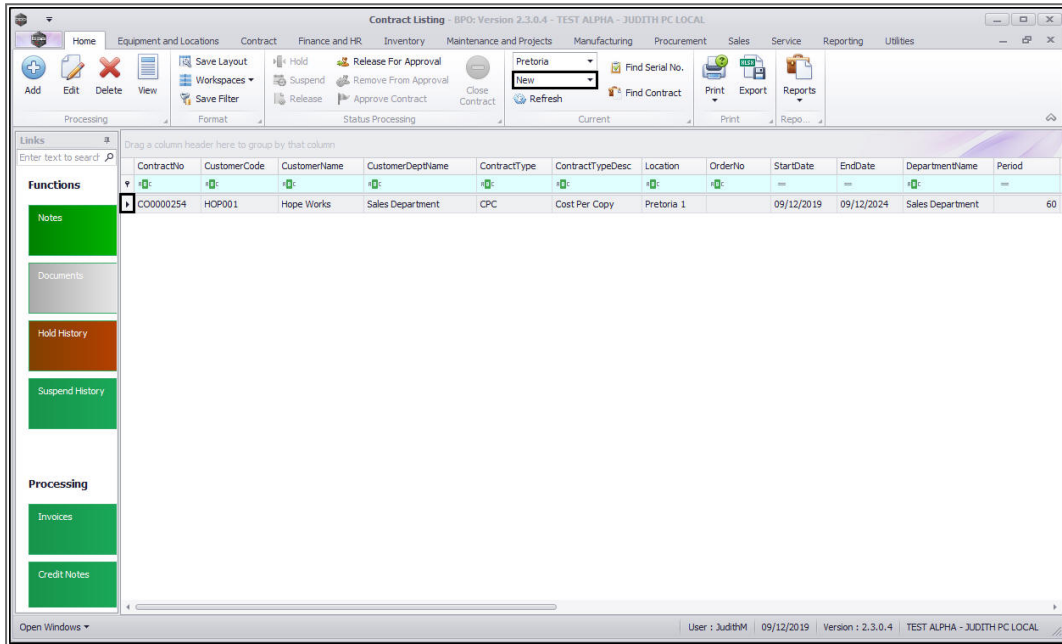 Contract Listing - BPO: Version 2.3.0.4 - TEST ALPHA - JUDITH PC LOCAL
Home Equipment and Locations Contract Finance and HR Inventory Maintenance and Projects Manufacturing Procurement Sales Service Reporting Utilities
Add Edit Delete View
Processing
Save Layout
Workspaces
Save Filter
Format
Hold
Suspend
Release
Release For Approval
Remove From Approval
Approve Contract
Close Contract
Status Processing
Pretoria
New
Refresh
Find Serial No.
Find Contract
Current
Print Export
Print
Reports
Repo...
Links
Enter text to search
Functions
Notes
Documents
Hold History
Suspend History
Processing
Invoices
Credit Notes
Drag a column header here to group by that column
ContractNo CustomerCode CustomerName CustomerDeptName ContractType ContractTypeDesc Location OrderNo StartDate EndDate DepartmentName Period
CO0000254 HOP001 Hope Works Sales Department CPC Cost Per Copy Pretoria 1 09/12/2019 09/12/2024 Sales Department 60
Open Windows User : JudithM 09/12/2019 Version : 2.3.0.4 TEST ALPHA - JUDITH PC LOCAL